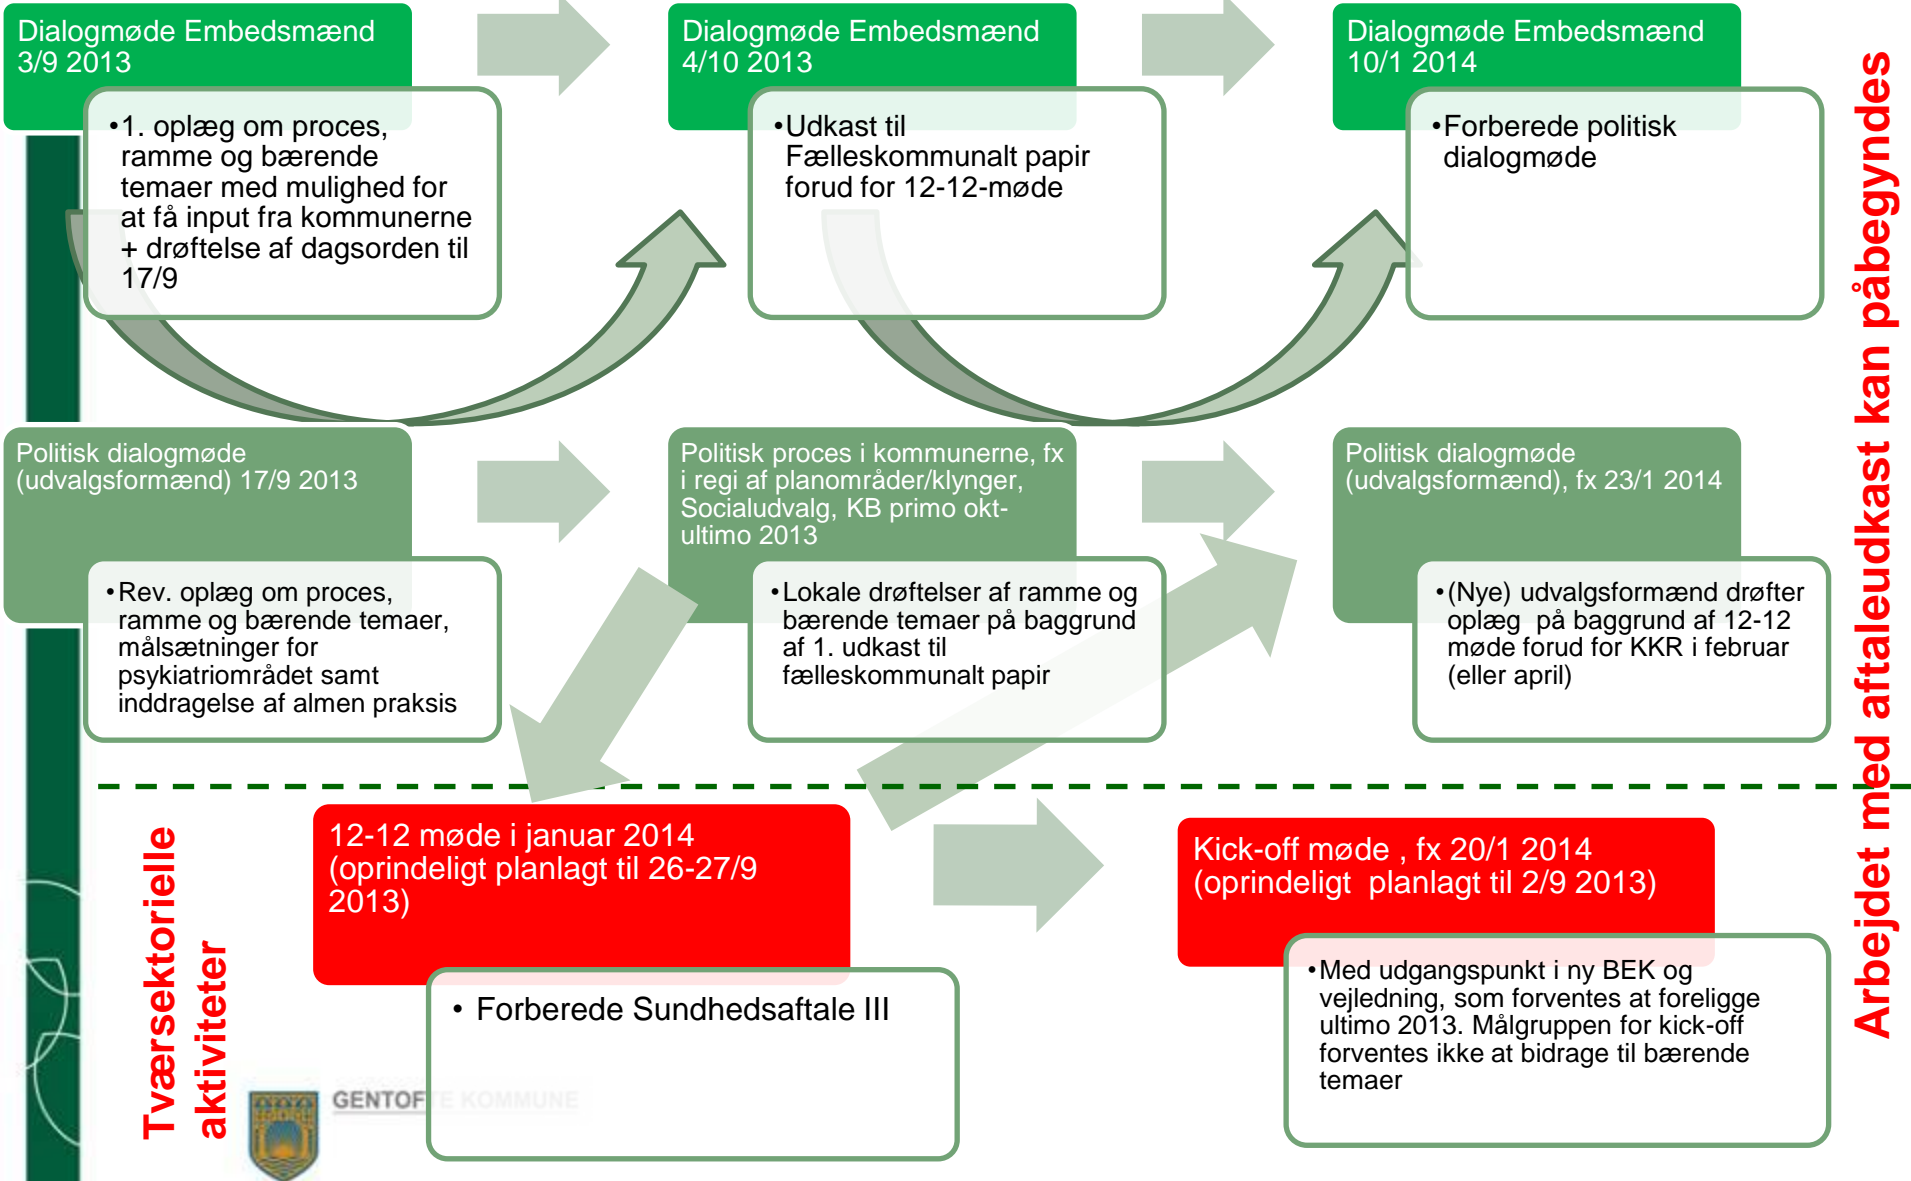 Dialogmøde Embedsmænd
3/9 2013
•1. oplæg om proces,
ramme og bærende
temaer med mulighed for
at få input fra kommunerne
+ drøftelse af dagsorden til
17/9
Dialogmøde Embedsmænd
4/10 2013
•Udkast til
Fælleskommunalt papir
forud for 12-12-møde
Dialogmøde Embedsmænd
10/1 2014
•Forberede politisk
dialogmøde
Politisk dialogmøde
(udvalgsformænd) 17/9 2013
•Rev. oplæg om proces,
ramme og bærende temaer,
målsætninger for
psykiatriområdet samt
inddragelse af almen praksis
Politisk proces i kommunerne, fx
i regi af planområder/klynger,
Socialudvalg, KB primo okt-
ultimo 2013
•Lokale drøftelser af ramme og
bærende temaer på baggrund
af 1. udkast til
fælleskommunalt papir
Politisk dialogmøde
(udvalgsformænd), fx 23/1 2014
•(Nye) udvalgsformænd drøfter
oplæg på baggrund af 12-12
møde forud for KKR i februar
(eller april)
Arbejdet med aftaleudkast kan påbegyndes
Tværsektorielle
aktiviteter
12-12 møde i januar 2014
(oprindeligt planlagt til 26-27/9
2013)
• Forberede Sundhedsaftale III
Kick-off møde , fx 20/1 2014
(oprindeligt planlagt til 2/9 2013)
•Med udgangspunkt i ny BEK og
vejledning, som forventes at foreligge
ultimo 2013. Målgruppen for kick-off
forventes ikke at bidrage til bærende
temaer
GENTOFTE KOMMUNE